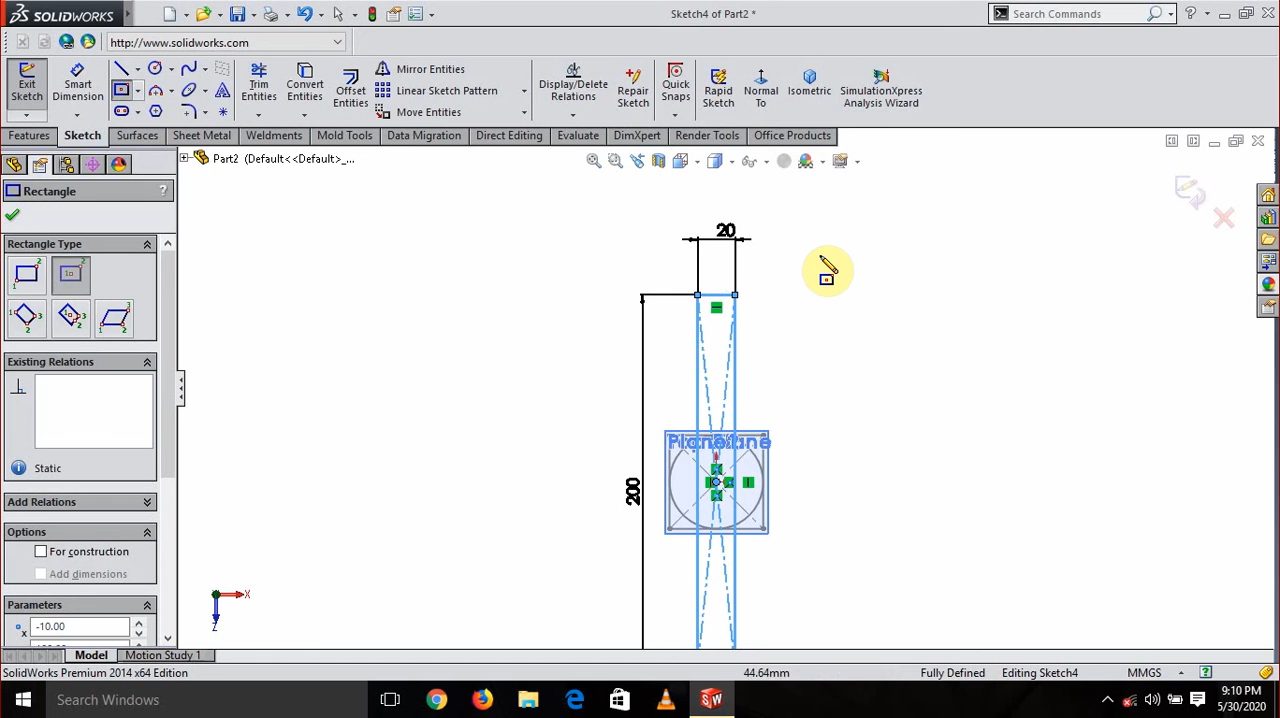 SOLIDWORKS
Sketch4 of Part2 *
Search Commands
http://www.solidworks.com
Exit Sketch
Smart Dimension
Trim Entities
Convert Entities
Offset Entities
Mirror Entities
Linear Sketch Pattern
Move Entities
Display/Delete Relations
Repair Sketch
Quick Snaps
Rapid Sketch
Normal To
Isometric
SimulationXpress Analysis Wizard
Features
Sketch
Surfaces
Sheet Metal
Weldments
Mold Tools
Data Migration
Direct Editing
Evaluate
DimXpert
Render Tools
Office Products
Part2 (Default<<Default>_...
Rectangle
?
Rectangle Type
Existing Relations
Static
Add Relations
Options
For construction
Add dimensions
Parameters
-10.00
20
200
X
Z
Model
Motion Study 1
SolidWorks Premium 2014 x64 Edition
44.64mm
Fully Defined
Editing Sketch4
MMGS
Search Windows
9:10 PM
5/30/2020